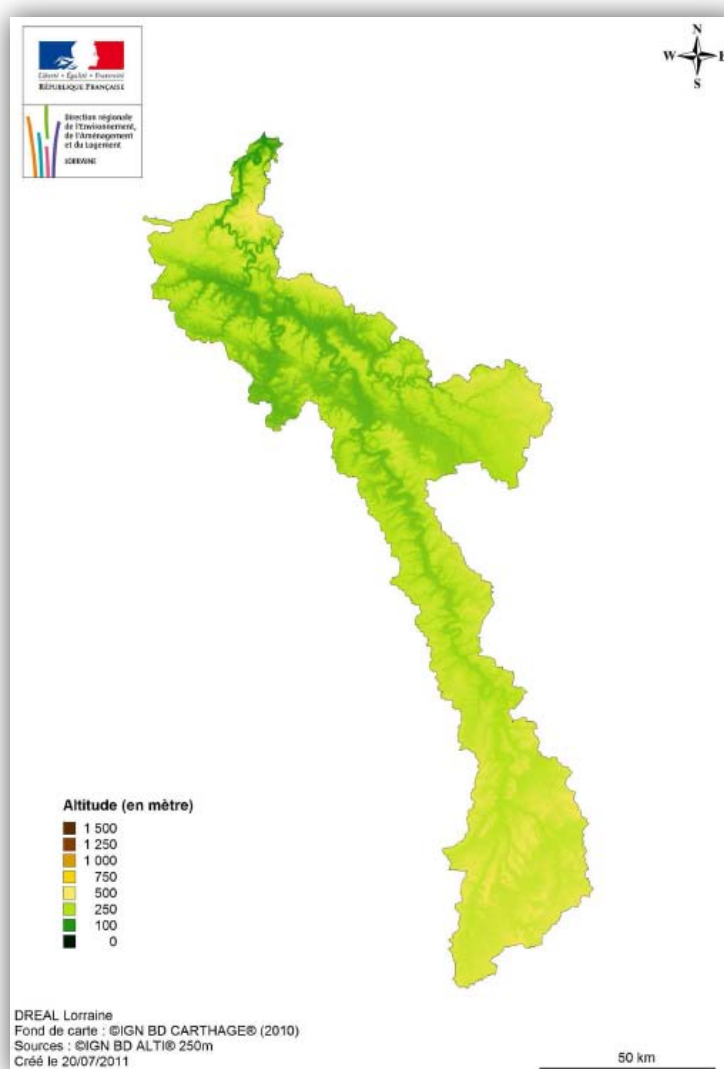 Liberté • Égalité • Fraternité
RÉPUBLIQUE FRANÇAISE
Direction régionale
de l'Environnement,
de l'Aménagement
et du Logement
LORRAINE
N
W E
S
Altitude (en mètre)
1 500
1 250
1 000
750
500
250
100
0
DREAL Lorraine
Fond de carte : ©IGN BD CARTHAGE® (2010)
Sources : ©IGN BD ALTI® 250m
Créé le 20/07/2011
50 km